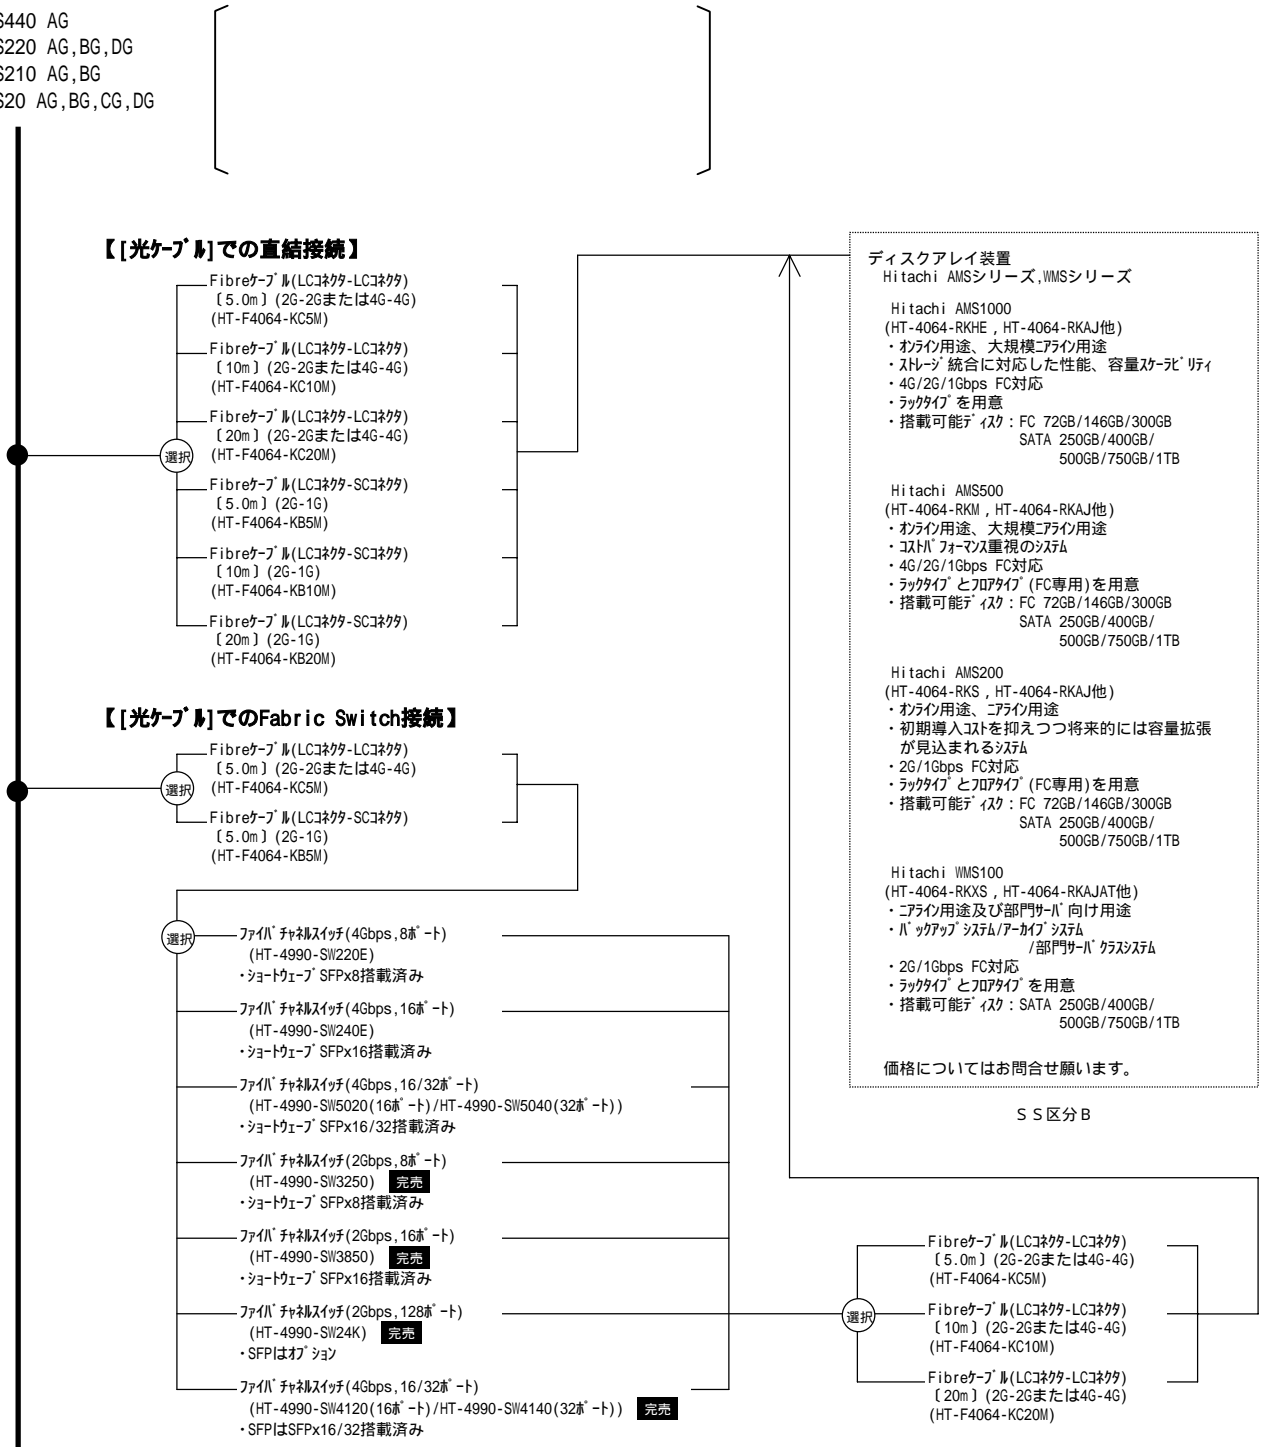 S440 AG
S220 AG,BG,DG
S210 AG,BG
S20 AG,BG,CG,DG
【[光ｹｰﾌﾞﾙ]での直結接続】
Fibreｹｰﾌﾞﾙ(LCｺﾈｸﾀ-LCｺﾈｸﾀ)
〔5.0m〕(2G-2Gまたは4G-4G)
(HT-F4064-KC5M)
Fibreｹｰﾌﾞﾙ(LCｺﾈｸﾀ-LCｺﾈｸﾀ)
〔10m〕(2G-2Gまたは4G-4G)
(HT-F4064-KC10M)
Fibreｹｰﾌﾞﾙ(LCｺﾈｸﾀ-LCｺﾈｸﾀ)
〔20m〕(2G-2Gまたは4G-4G)
(HT-F4064-KC20M)
選択
Fibreｹｰﾌﾞﾙ(LCｺﾈｸﾀ-SCｺﾈｸﾀ)
〔5.0m〕(2G-1G)
(HT-F4064-KB5M)
Fibreｹｰﾌﾞﾙ(LCｺﾈｸﾀ-SCｺﾈｸﾀ)
〔10m〕(2G-1G)
(HT-F4064-KB10M)
Fibreｹｰﾌﾞﾙ(LCｺﾈｸﾀ-SCｺﾈｸﾀ)
〔20m〕(2G-1G)
(HT-F4064-KB20M)
【[光ｹｰﾌﾞﾙ]でのFabric Switch接続】
Fibreｹｰﾌﾞﾙ(LCｺﾈｸﾀ-LCｺﾈｸﾀ)
〔5.0m〕(2G-2Gまたは4G-4G)
(HT-F4064-KC5M)
選択
Fibreｹｰﾌﾞﾙ(LCｺﾈｸﾀ-SCｺﾈｸﾀ)
〔5.0m〕(2G-1G)
(HT-F4064-KB5M)
選択
ﾌｧｲﾊﾞﾁｬﾈﾙｽｲｯﾁ(4Gbps,8ﾎﾟｰﾄ)
(HT-4990-SW220E)
・ｼｮｰﾄｳｪｰﾌﾞSFPx8搭載済み
ﾌｧｲﾊﾞﾁｬﾈﾙｽｲｯﾁ(4Gbps,16ﾎﾟｰﾄ)
(HT-4990-SW240E)
・ｼｮｰﾄｳｪｰﾌﾞSFPx16搭載済み
ﾌｧｲﾊﾞﾁｬﾈﾙｽｲｯﾁ(4Gbps,16/32ﾎﾟｰﾄ)
(HT-4990-SW5020(16ﾎﾟｰﾄ)/HT-4990-SW5040(32ﾎﾟｰﾄ))
・ｼｮｰﾄｳｪｰﾌﾞSFPx16/32搭載済み
ﾌｧｲﾊﾞﾁｬﾈﾙｽｲｯﾁ(2Gbps,8ﾎﾟｰﾄ)
(HT-4990-SW3250) 完売
・ｼｮｰﾄｳｪｰﾌﾞSFPx8搭載済み
ﾌｧｲﾊﾞﾁｬﾈﾙｽｲｯﾁ(2Gbps,16ﾎﾟｰﾄ)
(HT-4990-SW3850) 完売
・ｼｮｰﾄｳｪｰﾌﾞSFPx16搭載済み
ﾌｧｲﾊﾞﾁｬﾈﾙｽｲｯﾁ(2Gbps,128ﾎﾟｰﾄ)
(HT-4990-SW24K) 完売
・SFPはｵﾌﾟｼｮﾝ
ﾌｧｲﾊﾞﾁｬﾈﾙｽｲｯﾁ(4Gbps,16/32ﾎﾟｰﾄ)
(HT-4990-SW4120(16ﾎﾟｰﾄ)/HT-4990-SW4140(32ﾎﾟｰﾄ)) 完売
・SFPはSFPx16/32搭載済み
ディスクアレイ装置
Hitachi AMSシリーズ,WMSシリーズ
Hitachi AMS1000
(HT-4064-RKHE，HT-4064-RKAJ他)
・ｵﾝﾗｲﾝ用途、大規模ﾆｱﾗｲﾝ用途
・ｽﾄﾚｰｼﾞ統合に対応した性能、容量ｽｹｰﾗﾋﾞﾘﾃｨ
・4G/2G/1Gbps FC対応
・ﾗｯｸﾀｲﾌﾟを用意
・搭載可能ﾃﾞｨｽｸ：FC 72GB/146GB/300GB
SATA 250GB/400GB/
500GB/750GB/1TB
Hitachi AMS500
(HT-4064-RKM，HT-4064-RKAJ他)
・ｵﾝﾗｲﾝ用途、大規模ﾆｱﾗｲﾝ用途
・ｺｽﾄﾊﾟﾌｫｰﾏﾝｽ重視のｼｽﾃﾑ
・4G/2G/1Gbps FC対応
・ﾗｯｸﾀｲﾌﾟとﾌﾛｱﾀｲﾌﾟ(FC専用)を用意
・搭載可能ﾃﾞｨｽｸ：FC 72GB/146GB/300GB
SATA 250GB/400GB/
500GB/750GB/1TB
Hitachi AMS200
(HT-4064-RKS，HT-4064-RKAJ他)
・ｵﾝﾗｲﾝ用途、ﾆｱﾗｲﾝ用途
・初期導入ｺｽﾄを抑えつつ将来的には容量拡張
が見込まれるｼｽﾃﾑ
・2G/1Gbps FC対応
・ﾗｯｸﾀｲﾌﾟとﾌﾛｱﾀｲﾌﾟ(FC専用)を用意
・搭載可能ﾃﾞｨｽｸ：FC 72GB/146GB/300GB
SATA 250GB/400GB/
500GB/750GB/1TB
Hitachi WMS100
(HT-4064-RKXS，HT-4064-RKAJAT他)
・ﾆｱﾗｲﾝ用途及び部門ｻｰﾊﾞ向け用途
・ﾊﾞｯｸｱｯﾌﾟｼｽﾃﾑ/ｱｰｶｲﾌﾞｼｽﾃﾑ
/部門ｻｰﾊﾞｸﾗｽｼｽﾃﾑ
・2G/1Gbps FC対応
・ﾗｯｸﾀｲﾌﾟとﾌﾛｱﾀｲﾌﾟを用意
・搭載可能ﾃﾞｨｽｸ：SATA 250GB/400GB/
500GB/750GB/1TB
価格についてはお問合せ願います。
ＳＳ区分Ｂ
Fibreｹｰﾌﾞﾙ(LCｺﾈｸﾀ-LCｺﾈｸﾀ)
〔5.0m〕(2G-2Gまたは4G-4G)
(HT-F4064-KC5M)
選択
Fibreｹｰﾌﾞﾙ(LCｺﾈｸﾀ-LCｺﾈｸﾀ)
〔10m〕(2G-2Gまたは4G-4G)
(HT-F4064-KC10M)
Fibreｹｰﾌﾞﾙ(LCｺﾈｸﾀ-LCｺﾈｸﾀ)
〔20m〕(2G-2Gまたは4G-4G)
(HT-F4064-KC20M)